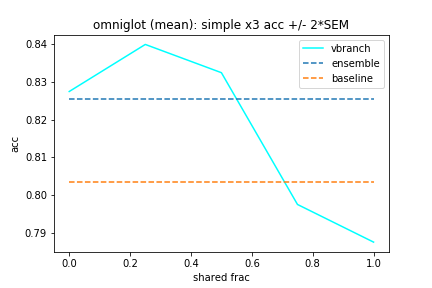 omniglot (mean): simple x3 acc +/- 2*SEM
vbranch
ensemble
baseline
acc
0.84
0.83
0.82
0.81
0.80
0.79
0.0 0.2 0.4 0.6 0.8 1.0
shared frac